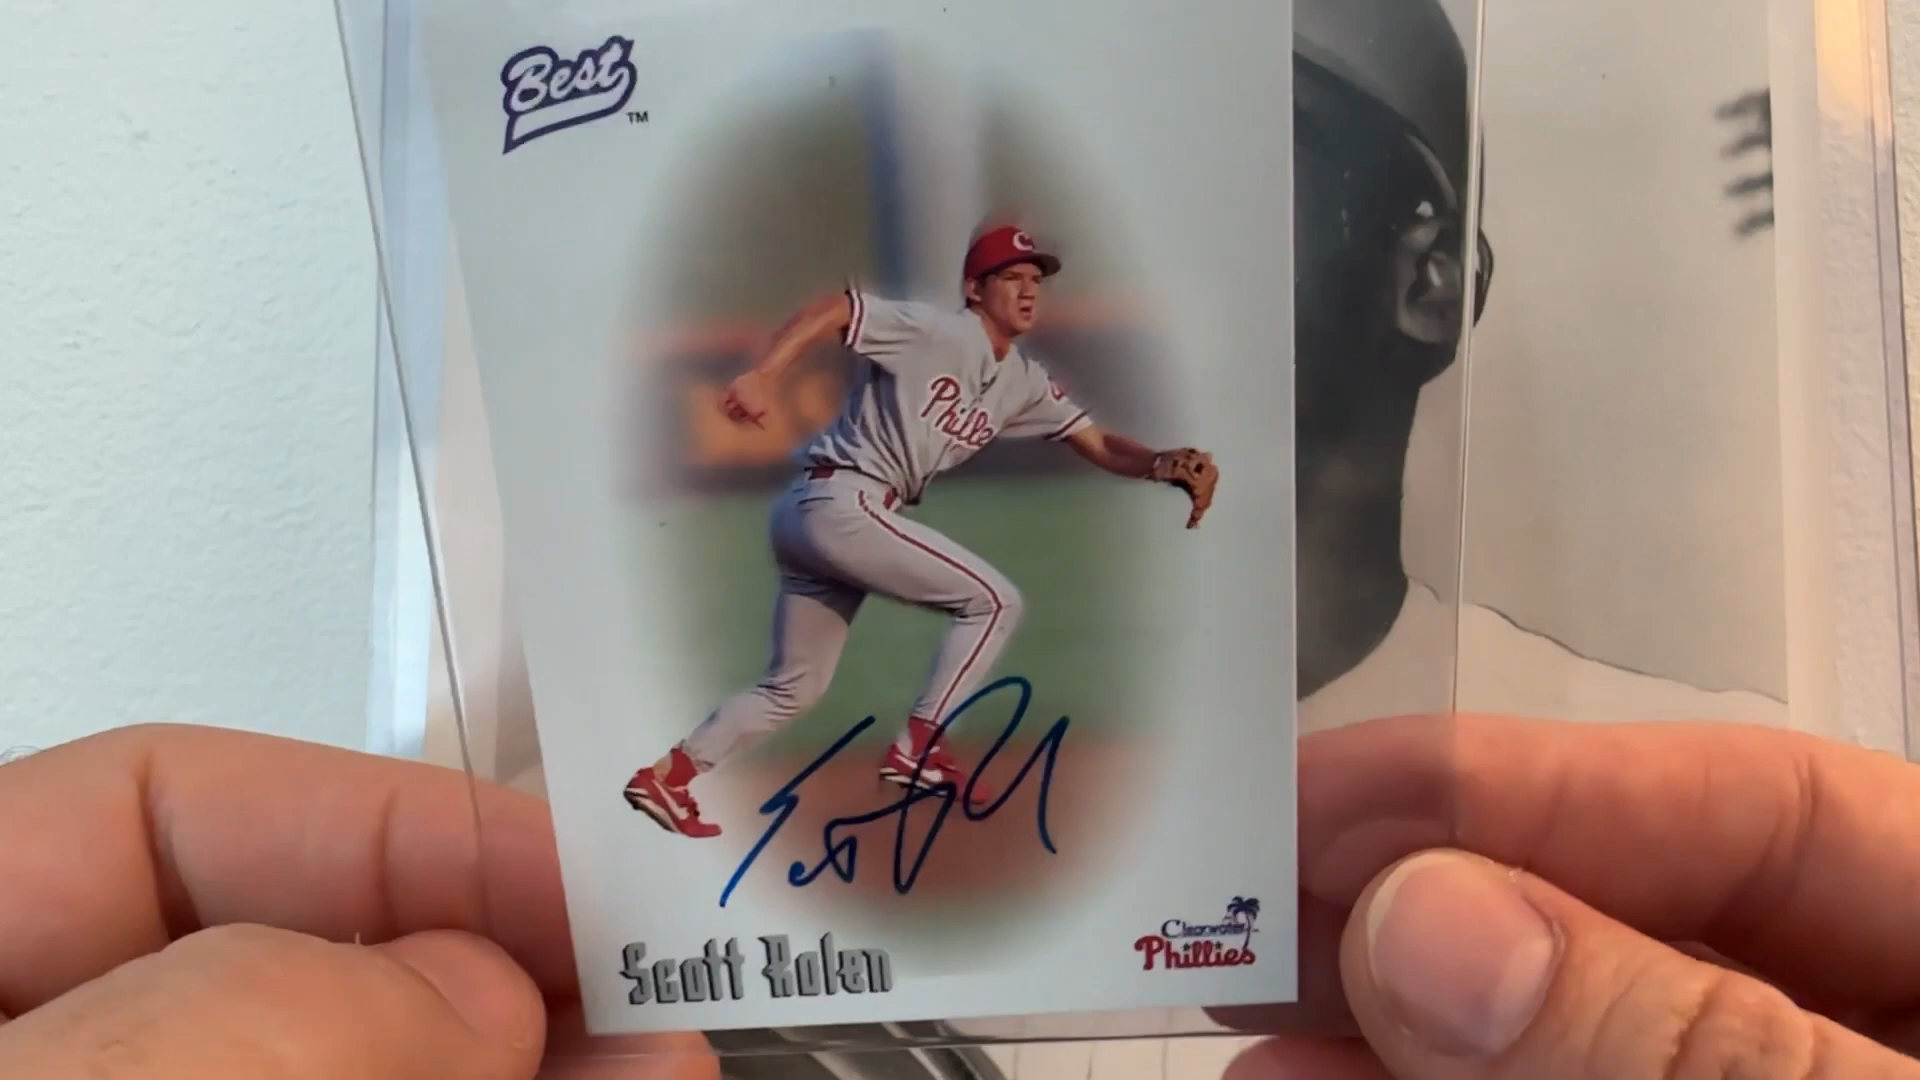 Best
TM
C
Phillies
Scott Rolen
Clearwater
Phillies